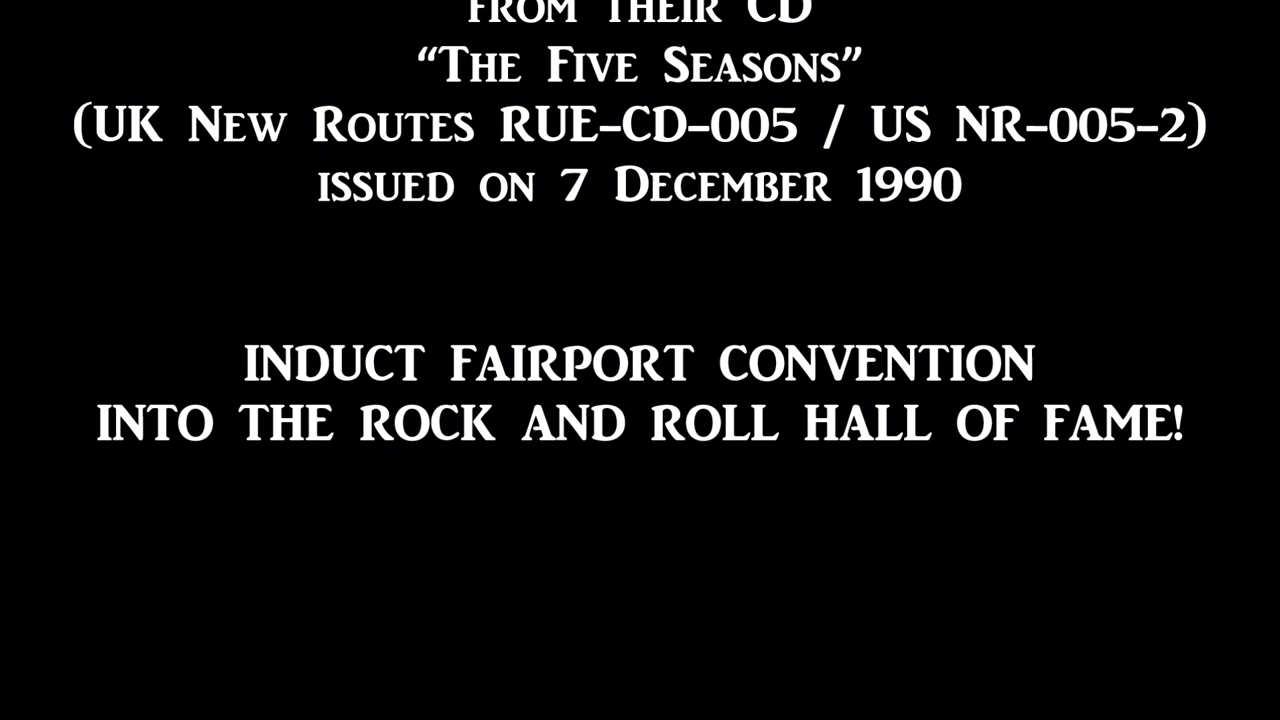 FROM THEIR CD
“THE FIVE SEASONS”
(UK NEW ROUTES RUE-CD-005 / US NR-005-2)
ISSUED ON 7 DECEMBER 1990
INDUCT FAIRPORT CONVENTION
INTO THE ROCK AND ROLL HALL OF FAME!